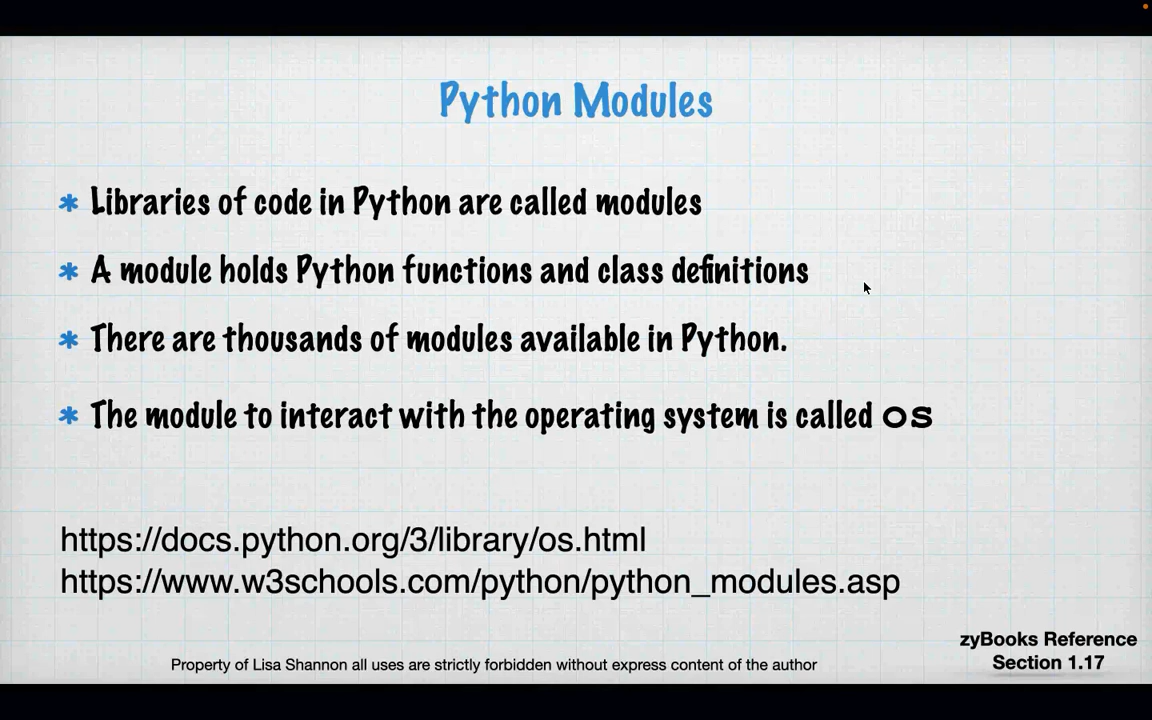 Python Modules
* Libraries of code in Python are called modules
* A module holds Python functions and class definitions
* There are thousands of modules available in Python.
* The module to interact with the operating system is called os
https://docs.python.org/3/library/os.html
https://www.w3schools.com/python/python_modules.asp
zyBooks Reference
Section 1.17
Property of Lisa Shannon all uses are strictly forbidden without express content of the author